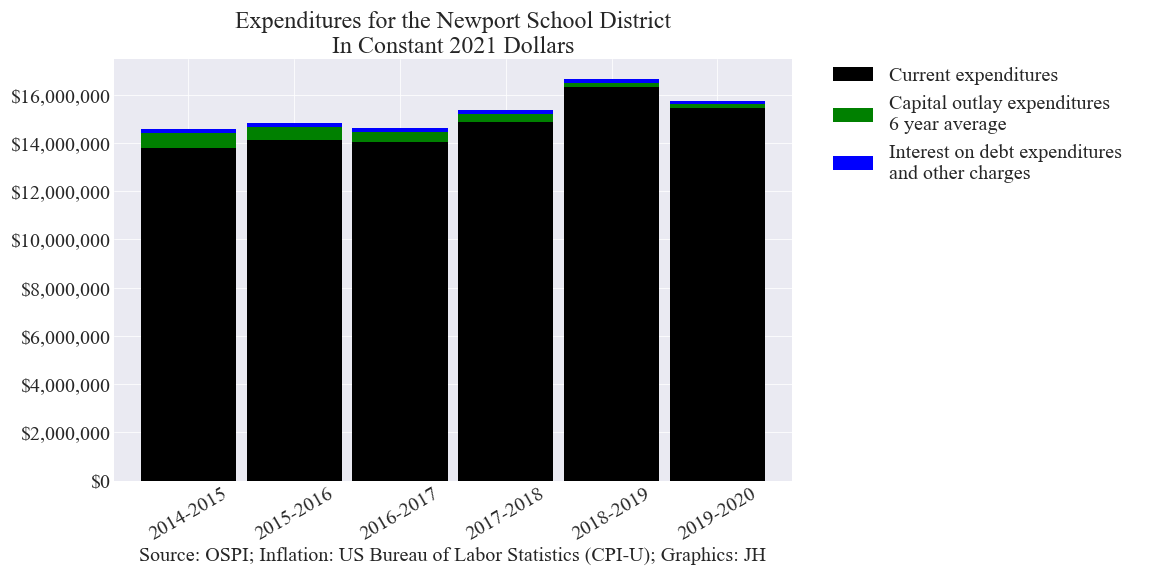 Expenditures for the Newport School District
In Constant 2021 Dollars
$16,000,000
$14,000,000
$12,000,000
$10,000,000
$8,000,000
$6,000,000
$4,000,000
$2,000,000
$0
2014-2015
2015-2016
2016-2017
2017-2018
2018-2019
2019-2020
Source: OSPI; Inflation: US Bureau of Labor Statistics (CPI-U); Graphics: JH
Current expenditures
Capital outlay expenditures
6 year average
Interest on debt expenditures
and other charges